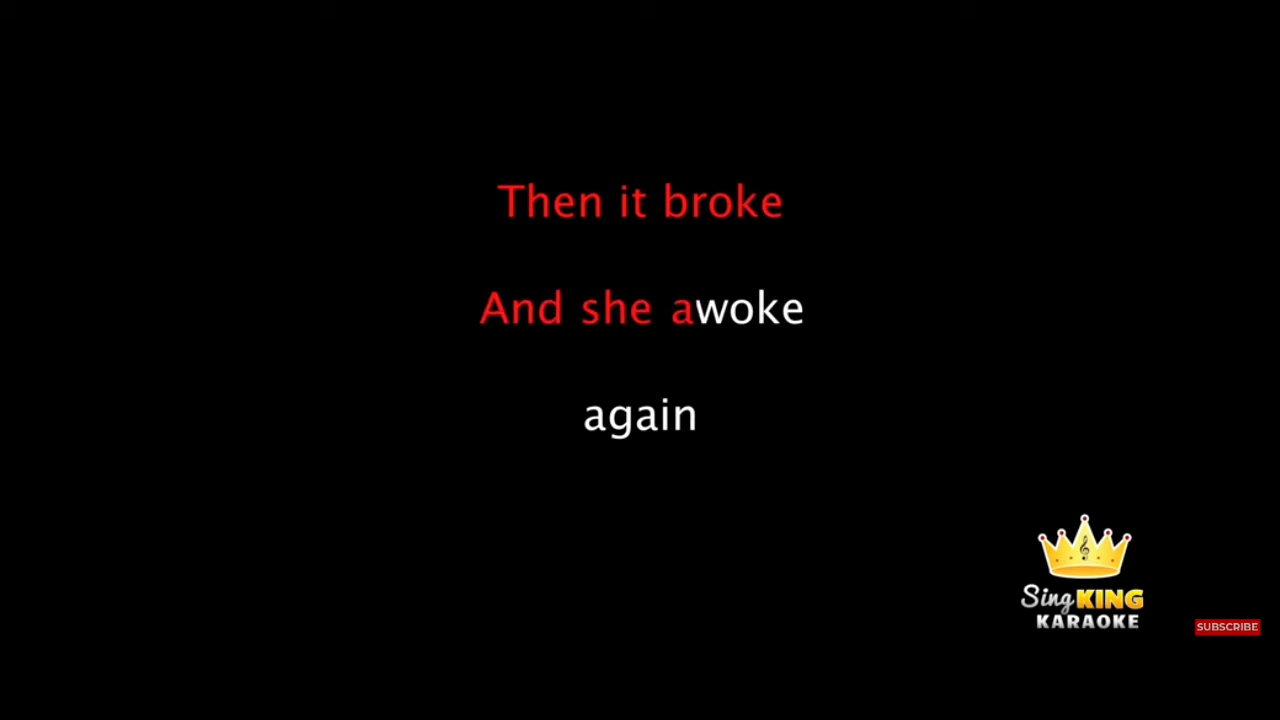 Then it broke
And she awoke
again
Sing KING
KARAOKE
SUBSCRIBE